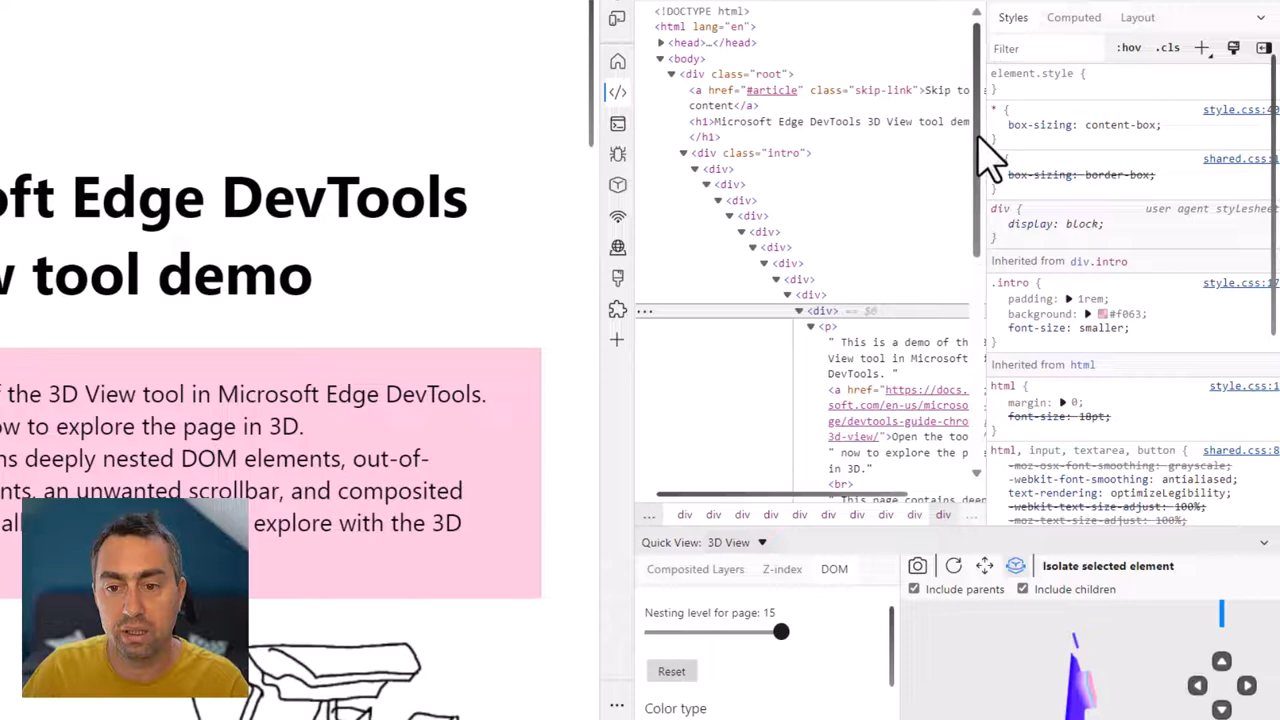 oft Edge DevTools
w tool demo
f the 3D View tool in Microsoft Edge DevTools.
ow to explore the page in 3D.
ns deeply nested DOM elements, out-of-
nts, an unwanted scrollbar, and composited
explore with the 3D
<!DOCTYPE html>
<html lang="en">
<head>…</head>
<body>
<div class="root">
<a href="#article" class="skip-link">Skip to
content</a>
<h1>Microsoft Edge DevTools 3D View tool dem
</h1>
<div class="intro">
<div>
<div>
<div>
<div>
<div>
<div>
<div>
<div>
<div>
<div> == $0
<p>
" This is a demo of th
View tool in Microsoft
DevTools. "
<a href="https://docs.
soft.com/en-us/microso
ge/devtools-guide-chro
3d-view/">Open the too
" now to explore the p
in 3D."
<br>
"This page contains deep
... div div div div div div div div div div ...
Styles Computed Layout
Filter :hov .cls
element.style {
}
* { style.css:40
box-sizing: content-box;
}
shared.css:1
box-sizing: border-box;
}
div { user agent stylesheet
display: block;
}
Inherited from div.intro
.intro { style.css:17
padding: 1rem;
background: #f063;
font-size: smaller;
}
Inherited from html
html { style.css:1
margin: 0;
font-size: 18pt;
}
html, input, textarea, button { shared.css:8
-moz-osx-font-smoothing: grayscale;
-webkit-font-smoothing: antialiased;
text-rendering: optimizeLegibility;
-webkit-text-size-adjust: 100%;
-moz-text-size-adjust: 100%;
Quick View: 3D View
Composited Layers Z-index DOM
Isolate selected element
Include parents Include children
Nesting level for page: 15
Reset
Color type